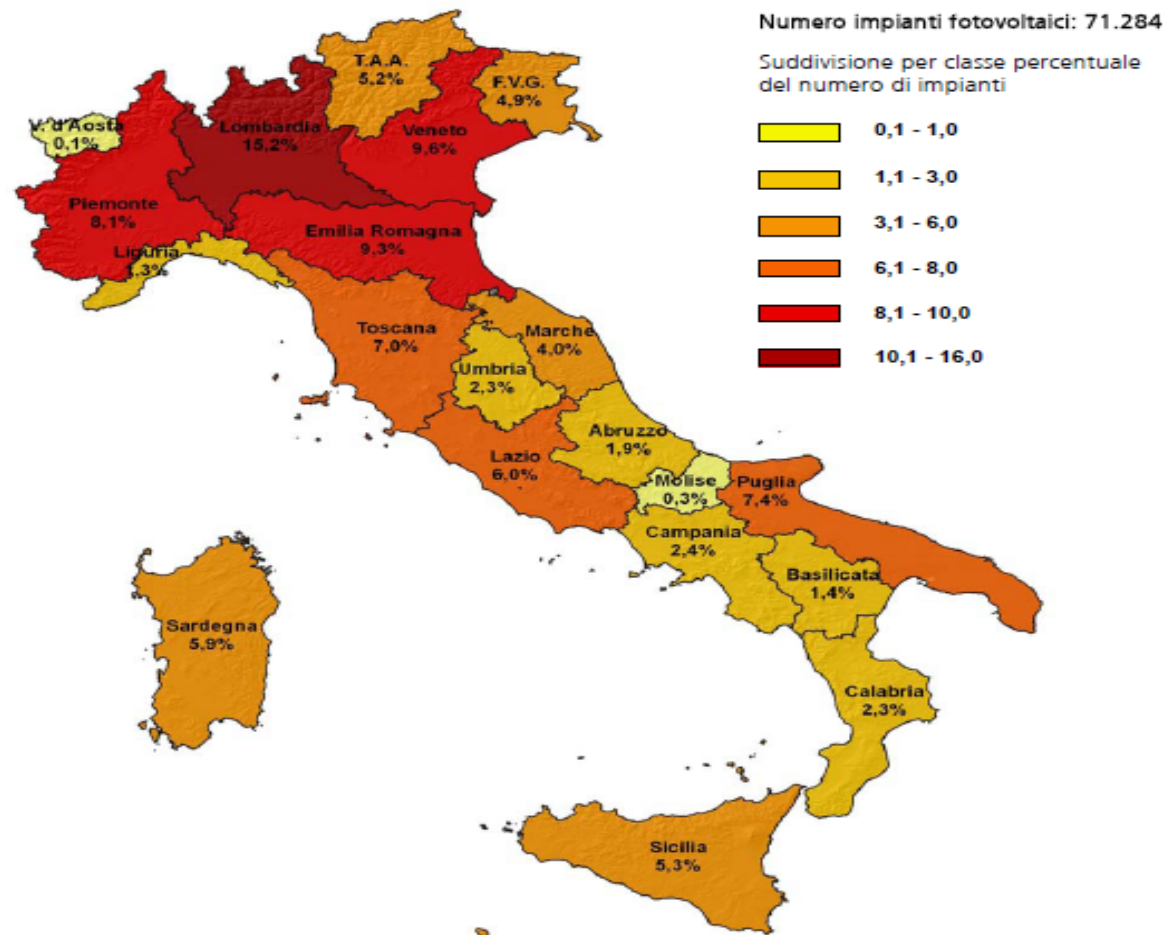 Numero impianti fotovoltaici: 71.284
Suddivisione per classe percentuale
del numero di impianti
0,1 - 1,0
1,1 - 3,0
3,1 - 6,0
6,1 - 8,0
8,1 - 10,0
10,1 - 16,0
T.A.A.
5,2%
F.V.G.
4,9%
V. d'Aosta
0,1%
Lombardia
15,2%
Veneto
9,6%
Piemonte
8,1%
Emilia Romagna
9,3%
Liguria
1,3%
Toscana
7,0%
Marche
4,0%
Umbria
2,3%
Abruzzo
1,9%
Lazio
6,0%
Molise
0,3%
Puglia
7,4%
Campania
2,4%
Basilicata
1,4%
Sardegna
5,9%
Calabria
2,3%
Sicilia
5,3%